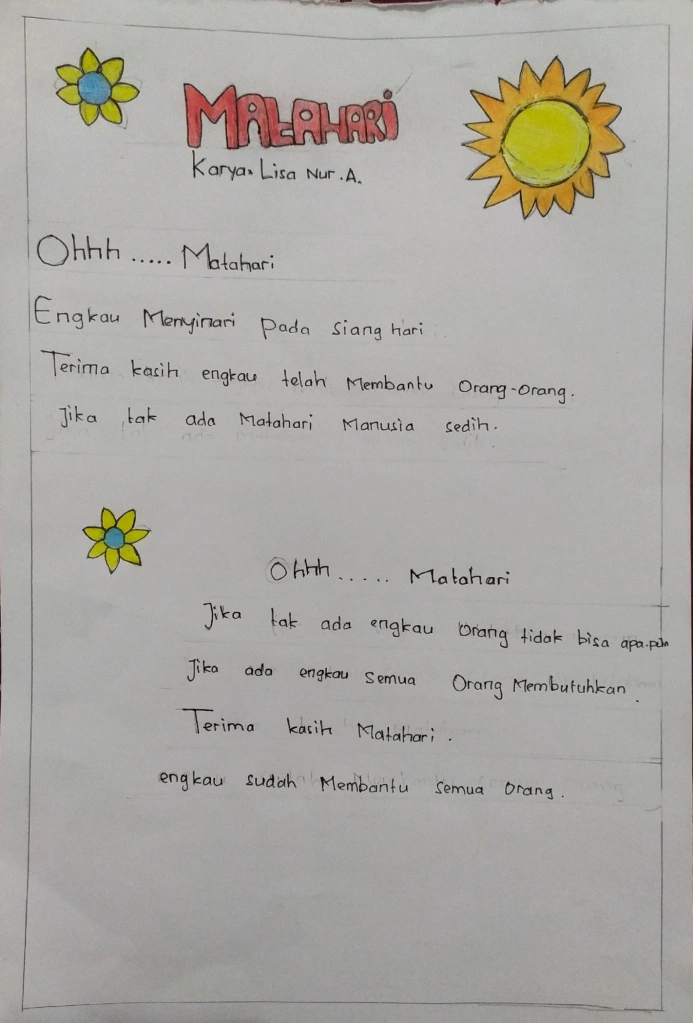 MATAHARI
Karya: Lisa Nur.A.
Ohhh ..... Matahari
Engkau Menyinari pada siang hari
Terima kasih engkau telah Membantu Orang-orang.
Jika tak ada Matahari Manusia sedih.
Ohhh ..... Matahari
Jika tak ada engkau orang tidak bisa apa-pun
Jika ada engkau semua Orang Membutuhkan.
Terima kasih Matahari.
engkau sudah Membantu semua orang.